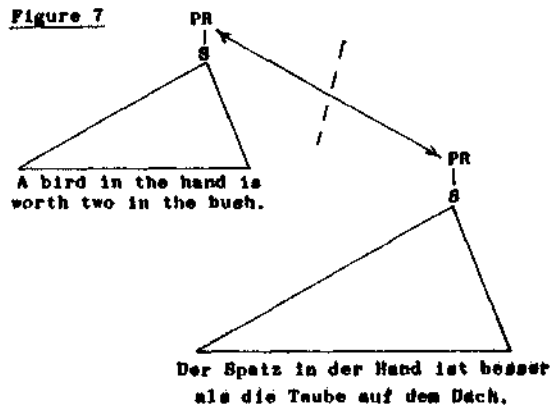 Figure 7
PR
S
A bird in the hand is
worth two in the bush.
PR
S
Der Spatz in der Hand ist besser
als die Taube auf dem Dach.